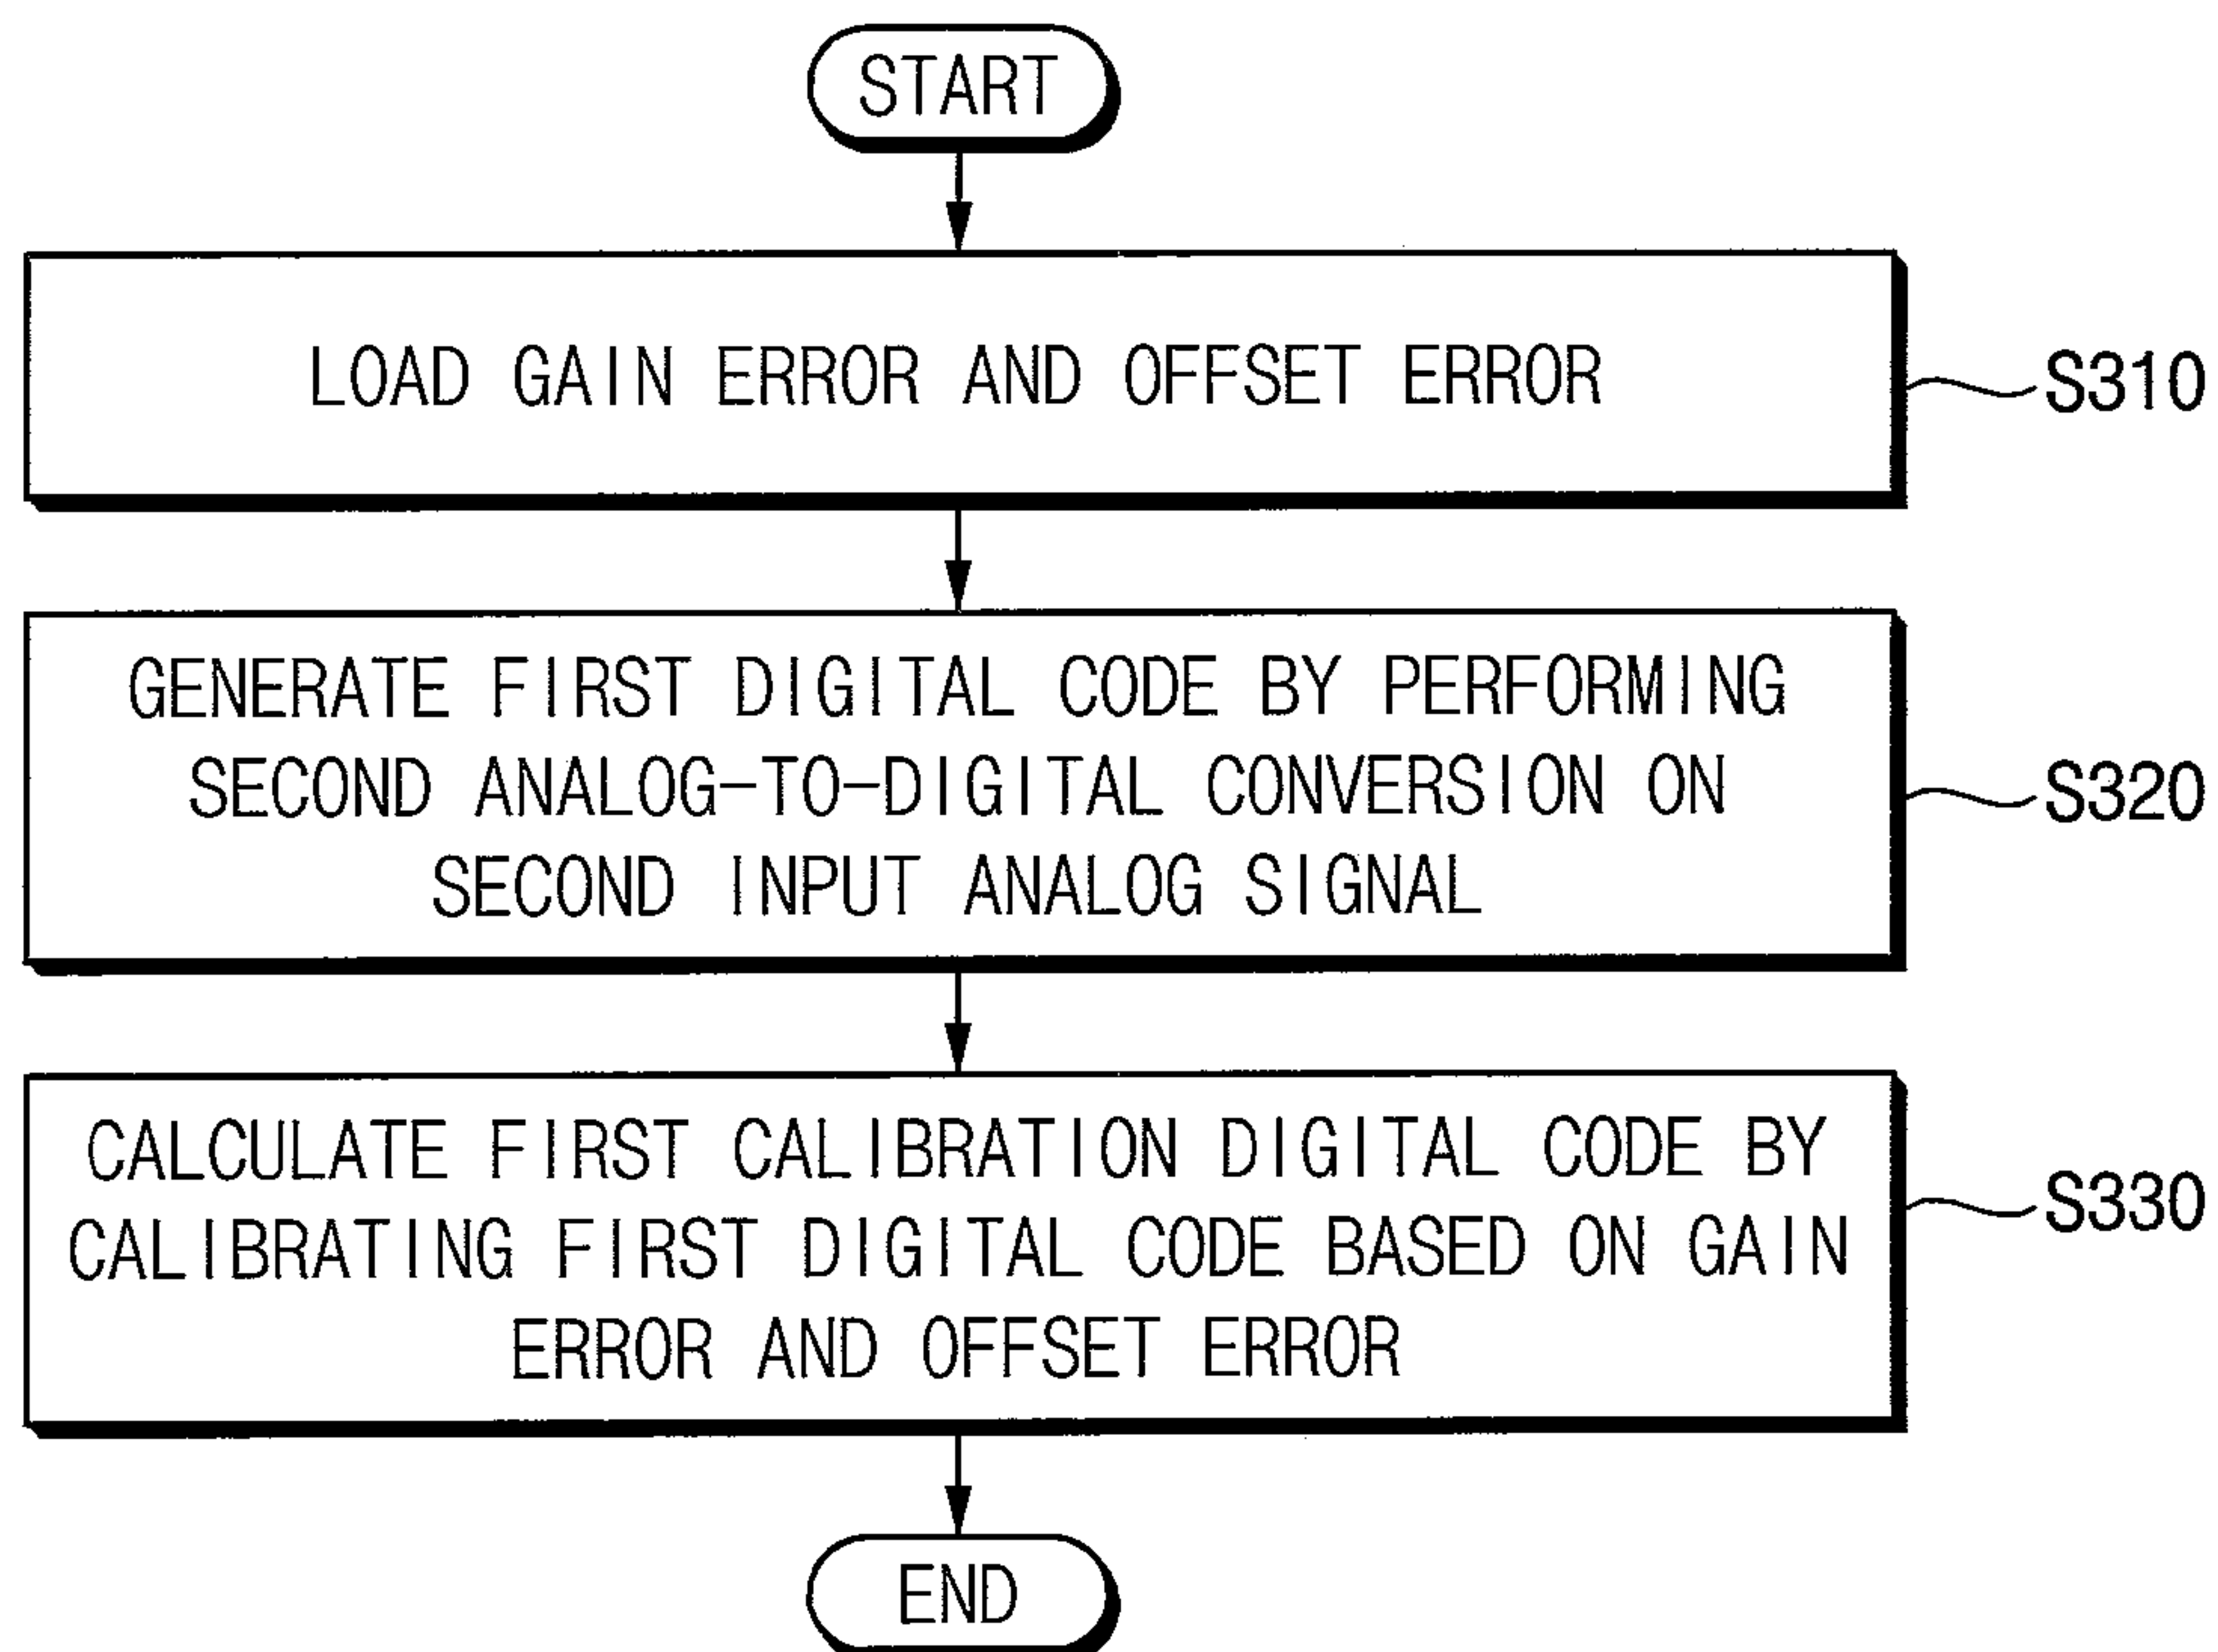 START
LOAD GAIN ERROR AND OFFSET ERROR
S310
GENERATE FIRST DIGITAL CODE BY PERFORMING
SECOND ANALOG-TO-DIGITAL CONVERSION ON
SECOND INPUT ANALOG SIGNAL
S320
CALCULATE FIRST CALIBRATION DIGITAL CODE BY
CALIBRATING FIRST DIGITAL CODE BASED ON GAIN
ERROR AND OFFSET ERROR
S330
END